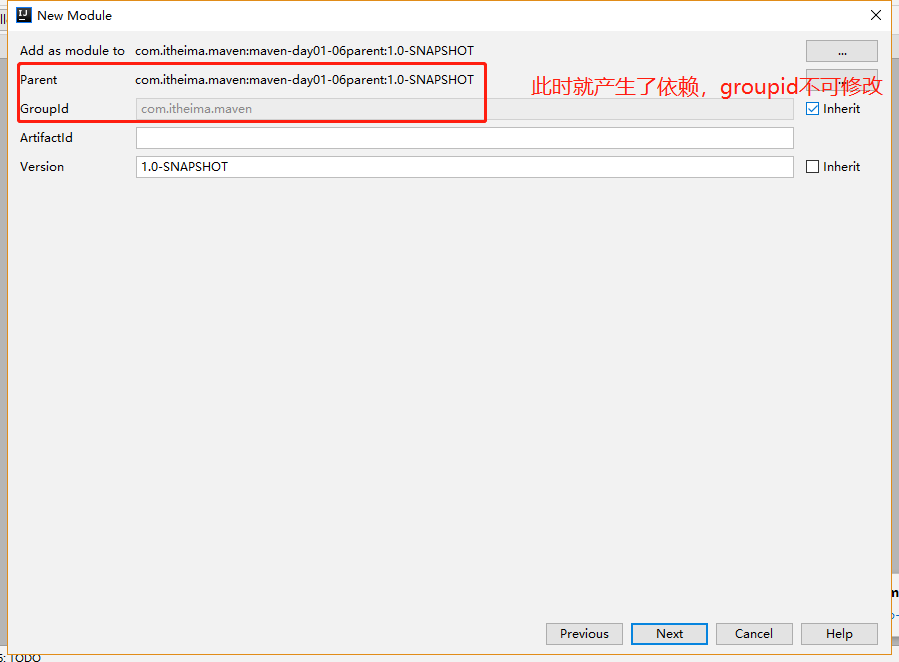 New Module
Add as module to com.itheima.maven:maven-day01-06parent:1.0-SNAPSHOT ...
Parent com.itheima.maven:maven-day01-06parent:1.0-SNAPSHOT
此时就产生了依赖，groupid不可修改
GroupId com.itheima.maven Inherit
ArtifactId
Version 1.0-SNAPSHOT Inherit
Previous Next Cancel Help
TODO